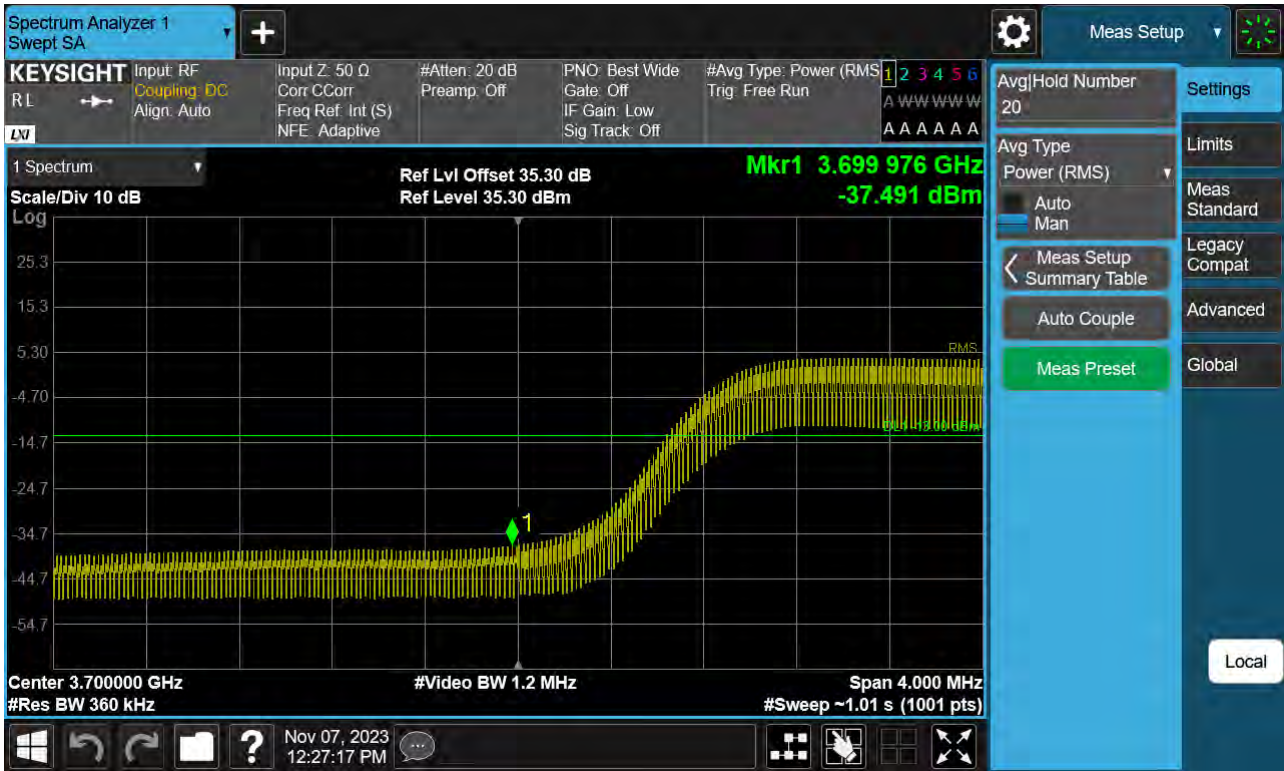 Spectrum Analyzer 1
Swept SA
+
Meas Setup
KEYSIGHT
RL
LXI
Input: RF
Coupling: DC
Align: Auto
Input Z: 50 Ω
Corr CCorr
Freq Ref: Int (S)
NFE: Adaptive
#Atten: 20 dB
Preamp: Off
PNO: Best Wide
Gate: Off
IF Gain: Low
Sig Track: Off
#Avg Type: Power (RMS
Trig: Free Run
1 2 3 4 5 6
A W W W W W
A A A A A A
1 Spectrum
Scale/Div 10 dB
Log
Ref Lvl Offset 35.30 dB
Ref Level 35.30 dBm
Mkr1 3.699 976 GHz
-37.491 dBm
25.3
15.3
5.30
-4.70
-14.7
-24.7
-34.7
-44.7
-54.7
RMS
DL1 -13.00 dBm
1
Center 3.700000 GHz
#Res BW 360 kHz
#Video BW 1.2 MHz
Span 4.000 MHz
#Sweep ~1.01 s (1001 pts)
Avg|Hold Number
20
Avg Type
Power (RMS)
Auto
Man
Meas Setup
Summary Table
Auto Couple
Meas Preset
Settings
Limits
Meas
Standard
Legacy
Compat
Advanced
Global
Local
?
Nov 07, 2023
12:27:17 PM